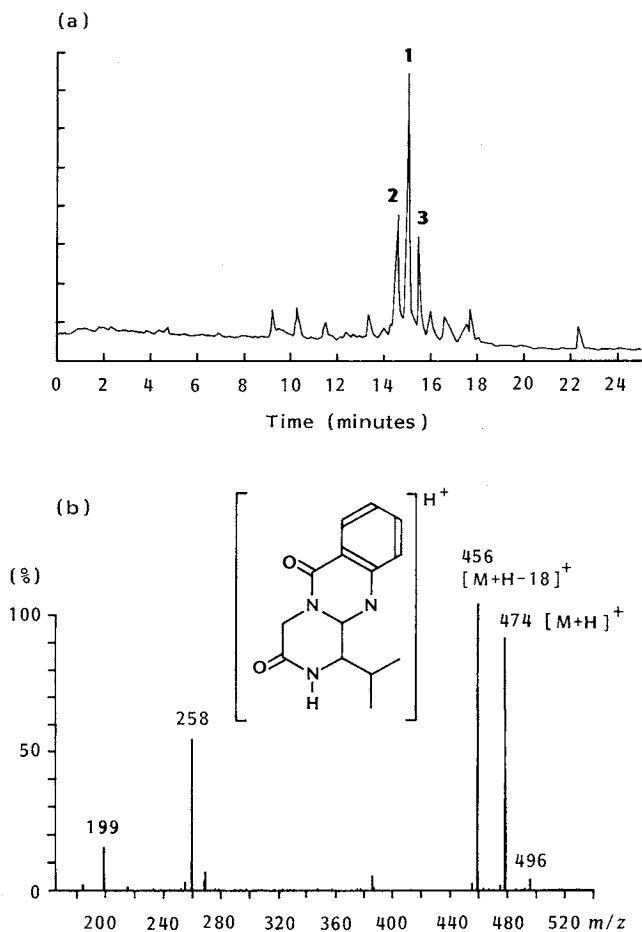 (a)
1
2
3
0 2 4 6 8 10 12 14 16 18 20 22 24
Time (minutes)
(b)
H+
(%)
100
50
0
O
N
N
O
N
H
456
[M+H-18]+
474 [M+H]+
258
199
496
200 240 280 320 360 400 440 480 520 m/z